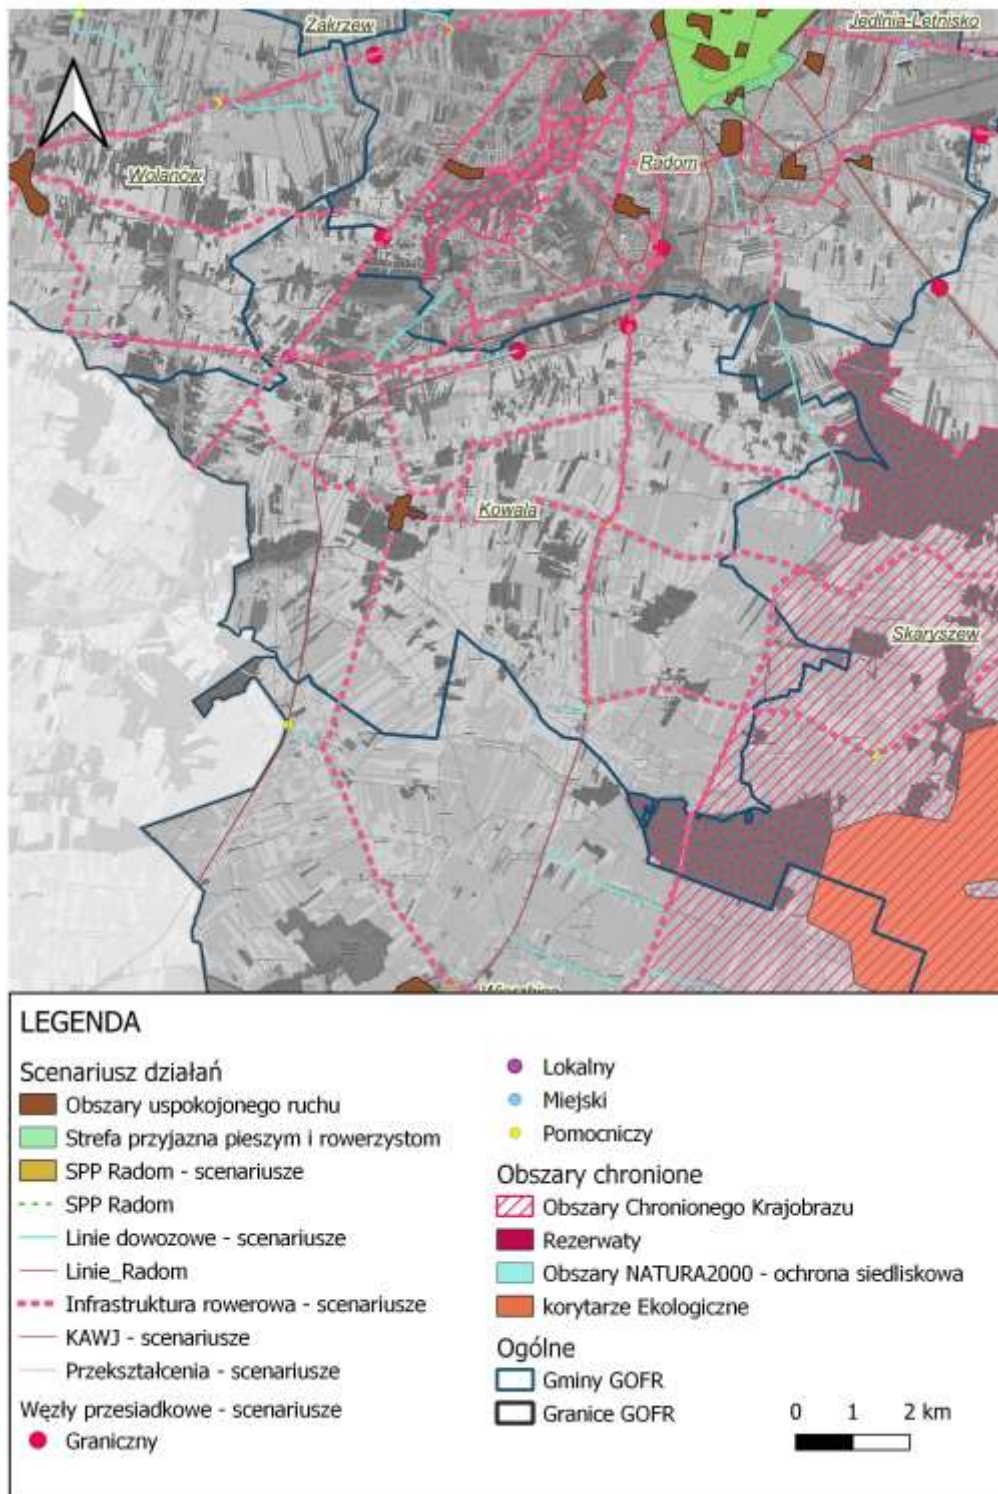 Zakrzew
Jedlnia-Letnisko
Wolanów
Radom
Kowala
Skaryszew
LEGENDA
Scenariusz działań
Obszary uspokojonego ruchu
Strefa przyjazna pieszym i rowerzystom
SPP Radom - scenariusze
SPP Radom
Linie dowozowe - scenariusze
Linie_Radom
Infrastruktura rowerowa - scenariusze
KAWJ - scenariusze
Przekształcenia - scenariusze
Węzły przesiadkowe - scenariusze
Graniczny
Lokalny
Miejski
Pomocniczy
Obszary chronione
Obszary Chronionego Krajobrazu
Rezerwaty
Obszary NATURA2000 - ochrona siedliskowa
korytarze Ekologiczne
Ogólne
Gminy GOFR
Granice GOFR
0 1 2 km